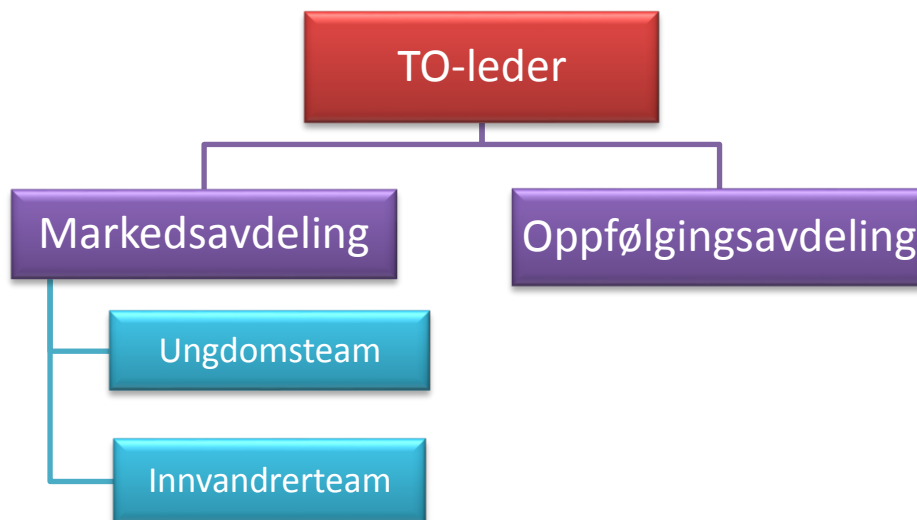 TO-leder
Markedsavdeling
Oppfølgingsavdeling
Ungdomsteam
Innvandrerteam